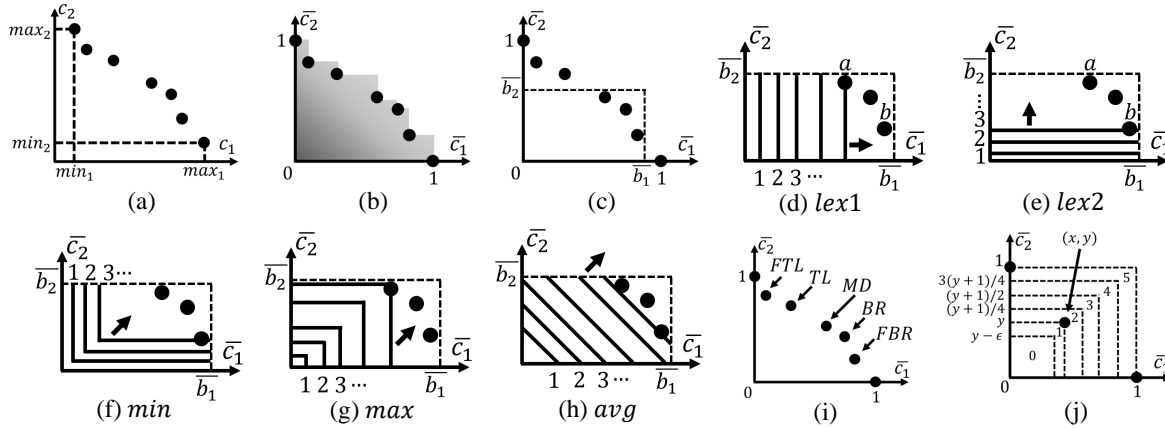 c₂
max₂
min₂
c₁
min₁
max₁
(a)
c̅₂
1
0
1
c̅₁
(b)
c̅₂
1
b̅₂
c̅₁
0
b̅₁ 1
(c)
c̅₂
b̅₂
a
b
c̅₁
1 2 3 ···
b̅₁
(d) lex1
c̅₂
b̅₂
a
⋮
3
2
1
b
c̅₁
b̅₁
(e) lex2
c̅₂
b̅₂
1 2 3 ···
c̅₁
b̅₁
(f) min
c̅₂
b̅₂
c̅₁
1 2 3 ···
b̅₁
(g) max
c̅₂
b̅₂
c̅₁
1 2 3 ···
b̅₁
(h) avg
c̅₂
1
FTL
TL
MD
BR
FBR
c̅₁
0
1
(i)
c̅₂
(x, y)
1
3(y + 1)/4
(y + 1)/2
(y + 1)/4
y
y − ϵ
5
4
3
2
1
0
c̅₁
0
1
(j)